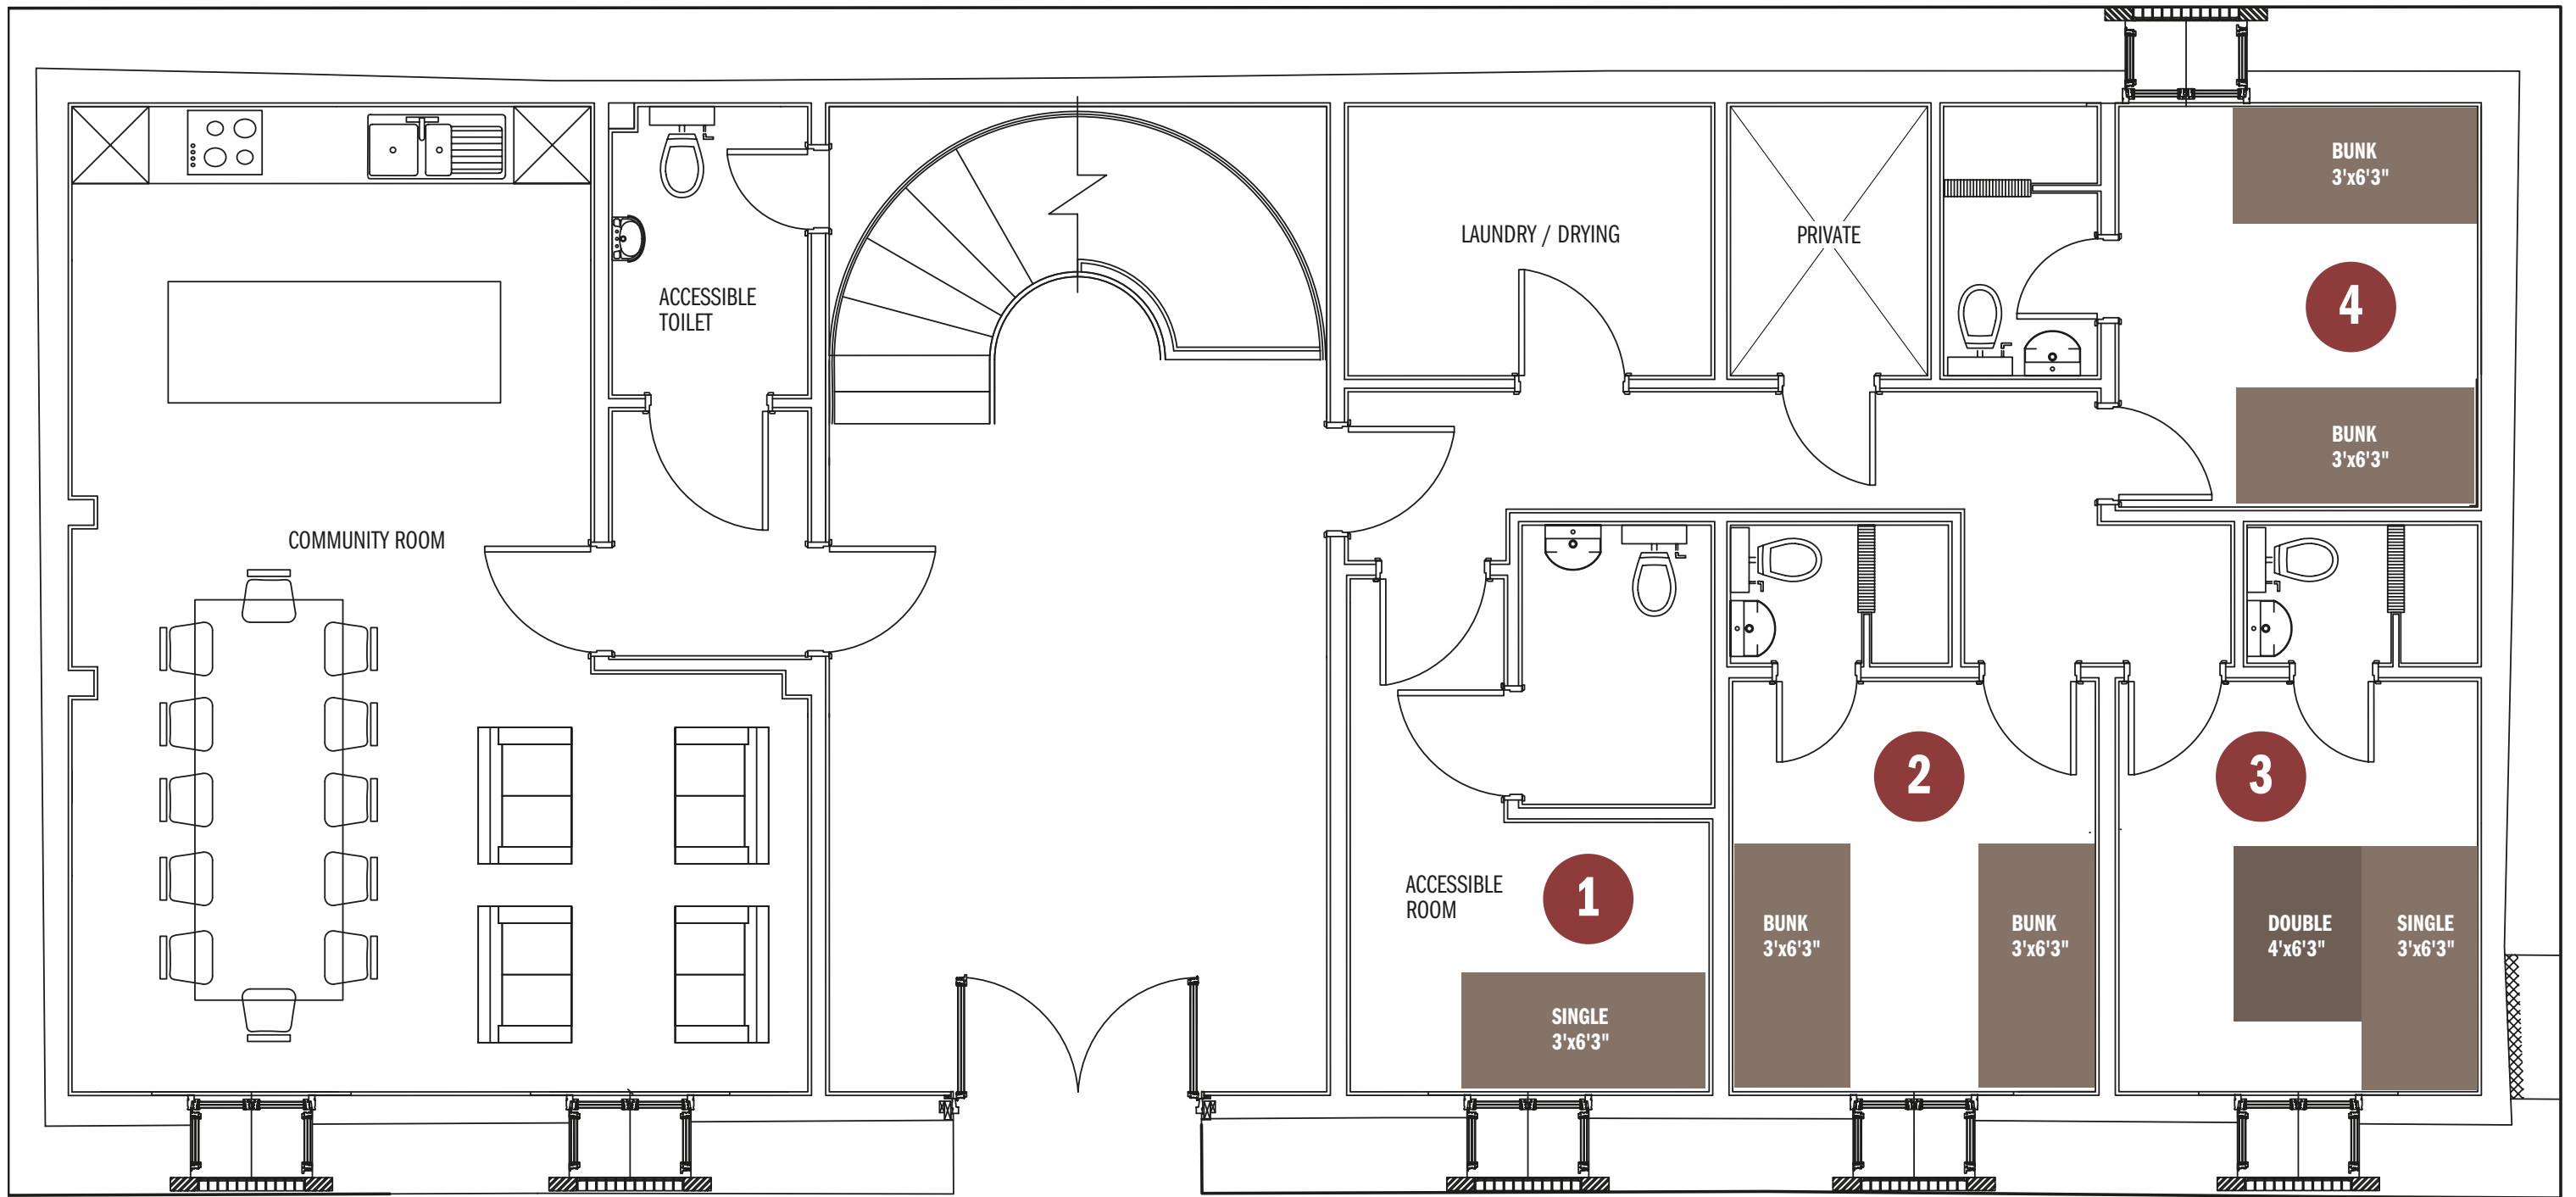 BUNK
3'x6'3"
LAUNDRY / DRYING
PRIVATE
ACCESSIBLE
TOILET
4
BUNK
3'x6'3"
COMMUNITY ROOM
2
3
ACCESSIBLE
ROOM
1
BUNK
3'x6'3"
BUNK
3'x6'3"
DOUBLE
4'x6'3"
SINGLE
3'x6'3"
SINGLE
3'x6'3"